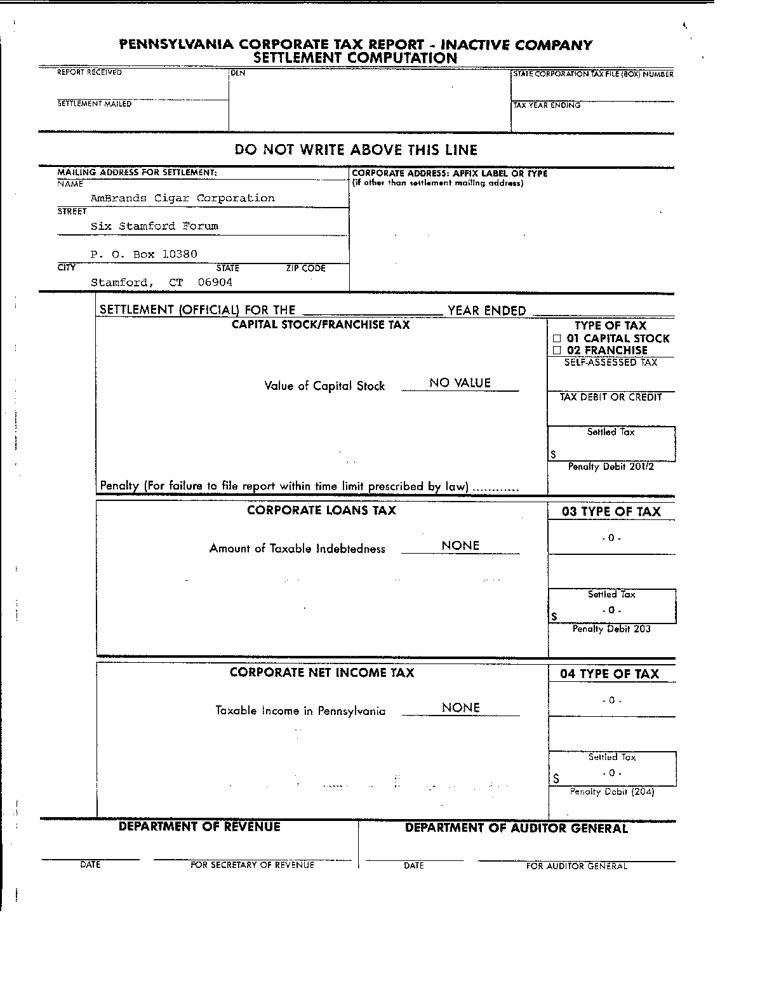 PENNSYLVANIA CORPORATE TAX REPORT - INACTIVE COMPANY
SETTLEMENT COMPUTATION
REPORT RECEIVED DLN STATE CORPORATION TAX FILE (BOX) NUMBER
SETTLEMENT MAILED TAX YEAR ENDING
DO NOT WRITE ABOVE THIS LINE
MAILING ADDRESS FOR SETTLEMENT: CORPORATE ADDRESS: AFFIX LABEL OR TYPE
NAME (if other than settlement mailing address)
AmBrands Cigar Corporation
STREET
Six Stamford Forum
P. O. Box 10380
CITY STATE ZIP CODE
Stamford, CT 06904
SETTLEMENT (OFFICIAL) FOR THE YEAR ENDED
CAPITAL STOCK/FRANCHISE TAX TYPE OF TAX
☐ 01 CAPITAL STOCK
☐ 02 FRANCHISE
SELF-ASSESSED TAX
Value of Capital Stock NO VALUE
TAX DEBIT OR CREDIT
Settled Tax
$
Penalty Debit 201/2
Penalty (For failure to file report within time limit prescribed by law) ............
CORPORATE LOANS TAX 03 TYPE OF TAX
- 0 -
Amount of Taxable Indebtedness NONE
Settled Tax
$ - 0 -
Penalty Debit 203
CORPORATE NET INCOME TAX 04 TYPE OF TAX
- 0 -
Taxable Income in Pennsylvania NONE
Settled Tax
$ - 0 -
Penalty Debit (204)
DEPARTMENT OF REVENUE DEPARTMENT OF AUDITOR GENERAL
DATE FOR SECRETARY OF REVENUE DATE FOR AUDITOR GENERAL